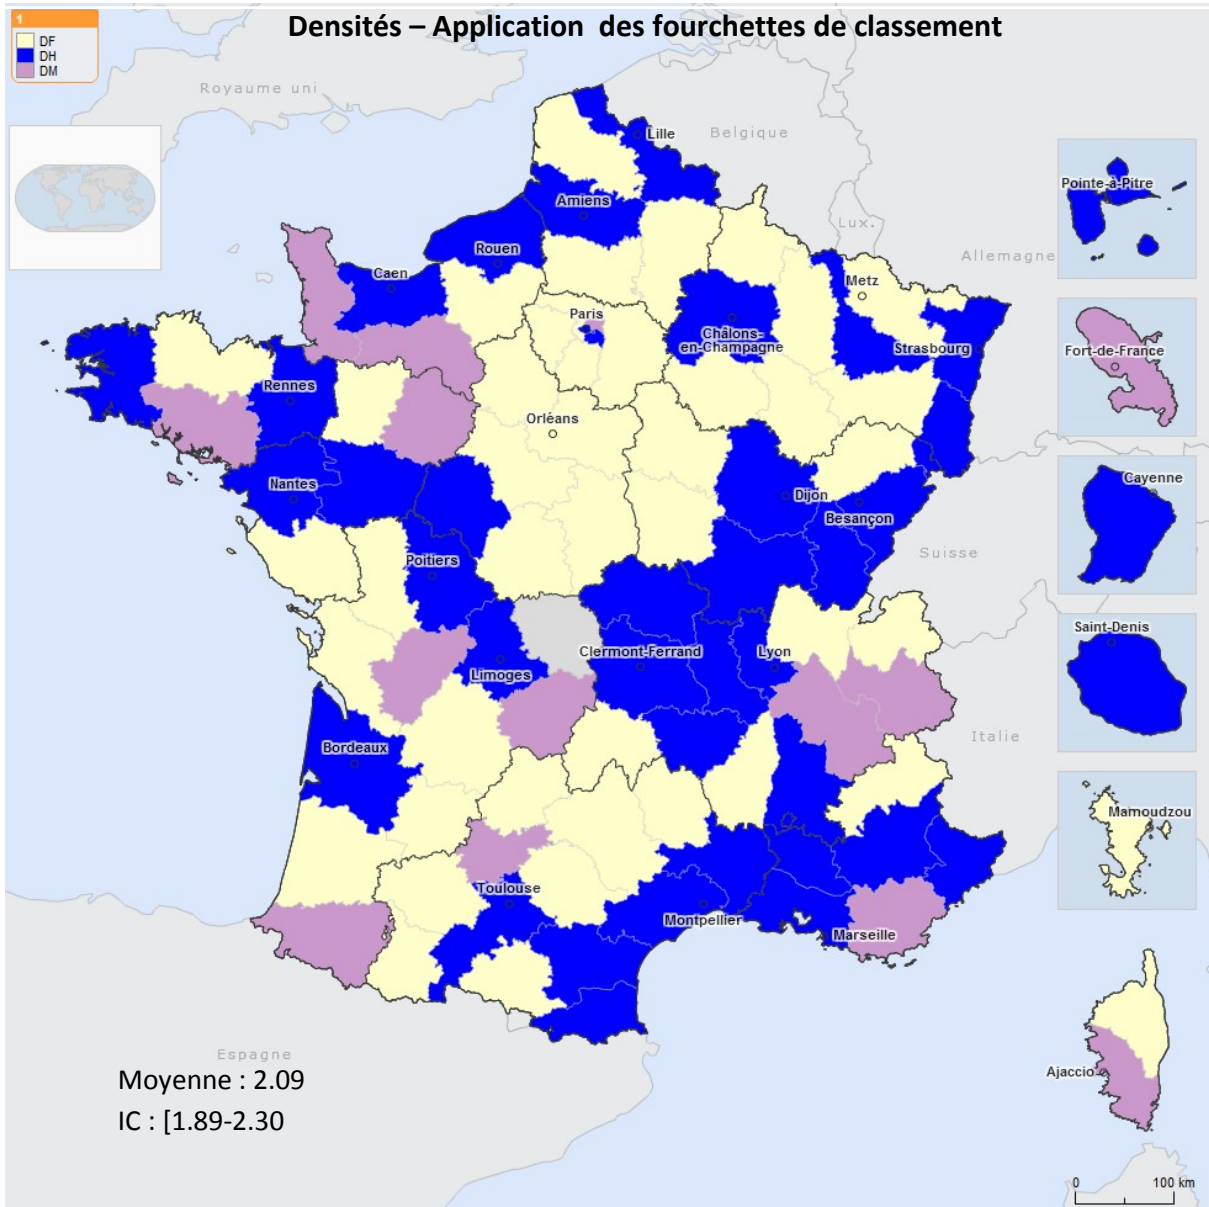 Densités – Application des fourchettes de classement
1
DF
DH
DM
Royaume uni
Belgique
Lille
Lux.
Allemagne
Pointe-à-Pitre
Amiens
Rouen
Caen
Metz
Paris
Châlons-
en-Champagne
Strasbourg
Fort-de-France
Rennes
Orléans
Nantes
Dijon
Besançon
Cayenne
Suisse
Poitiers
Saint-Denis
Clermont-Ferrand
Lyon
Limoges
Italie
Bordeaux
Mamoudzou
Toulouse
Montpellier
Marseille
Espagne
Ajaccio
Moyenne : 2.09
IC : [1.89-2.30
0 100 km